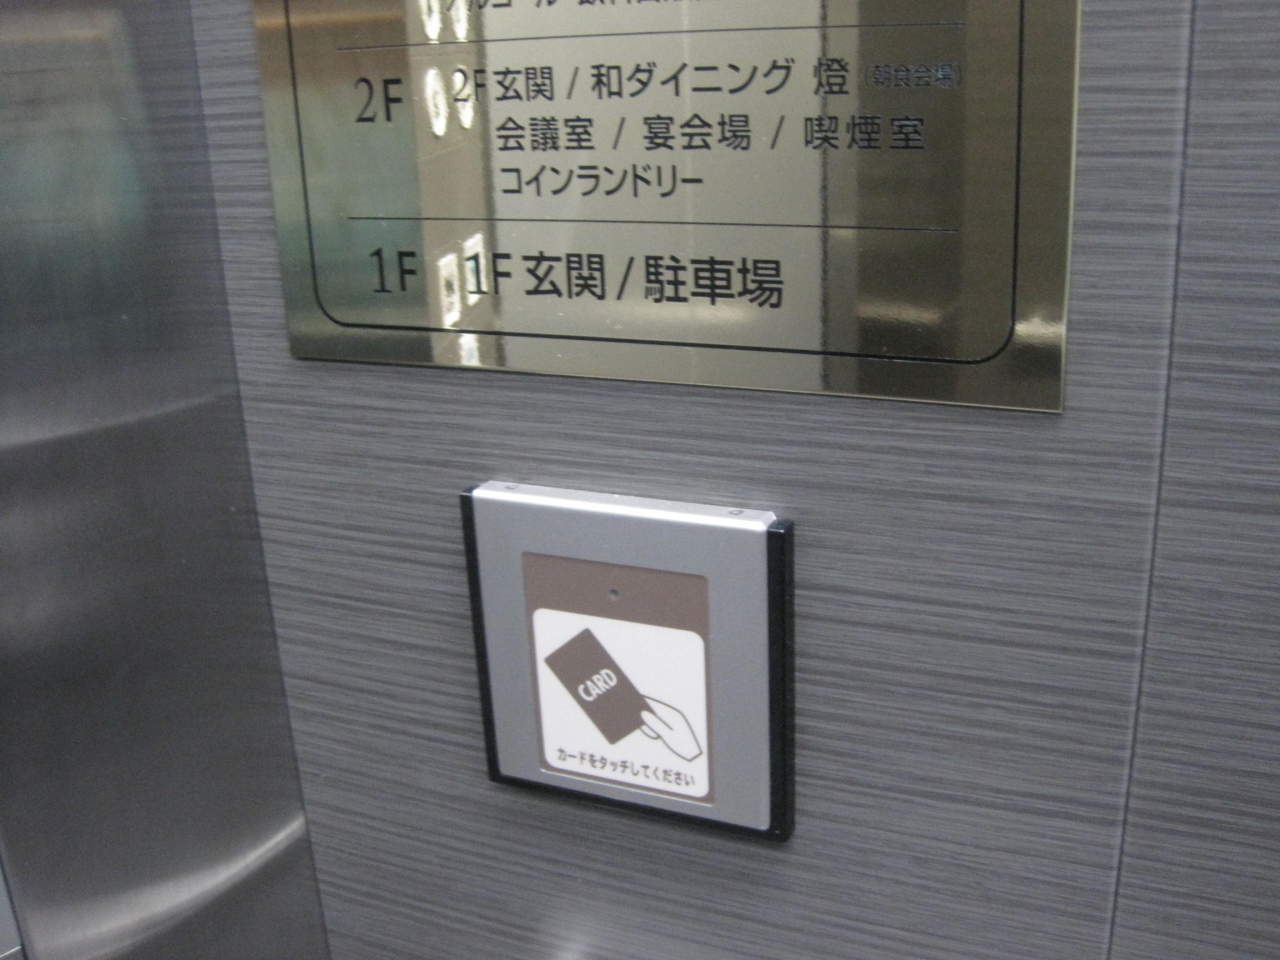 2F 2F玄関 / 和ダイニング 燈 (朝食会場)
会議室 / 宴会場 / 喫煙室
コインランドリー
1F 1F玄関 / 駐車場
CARD
カードをタッチしてください